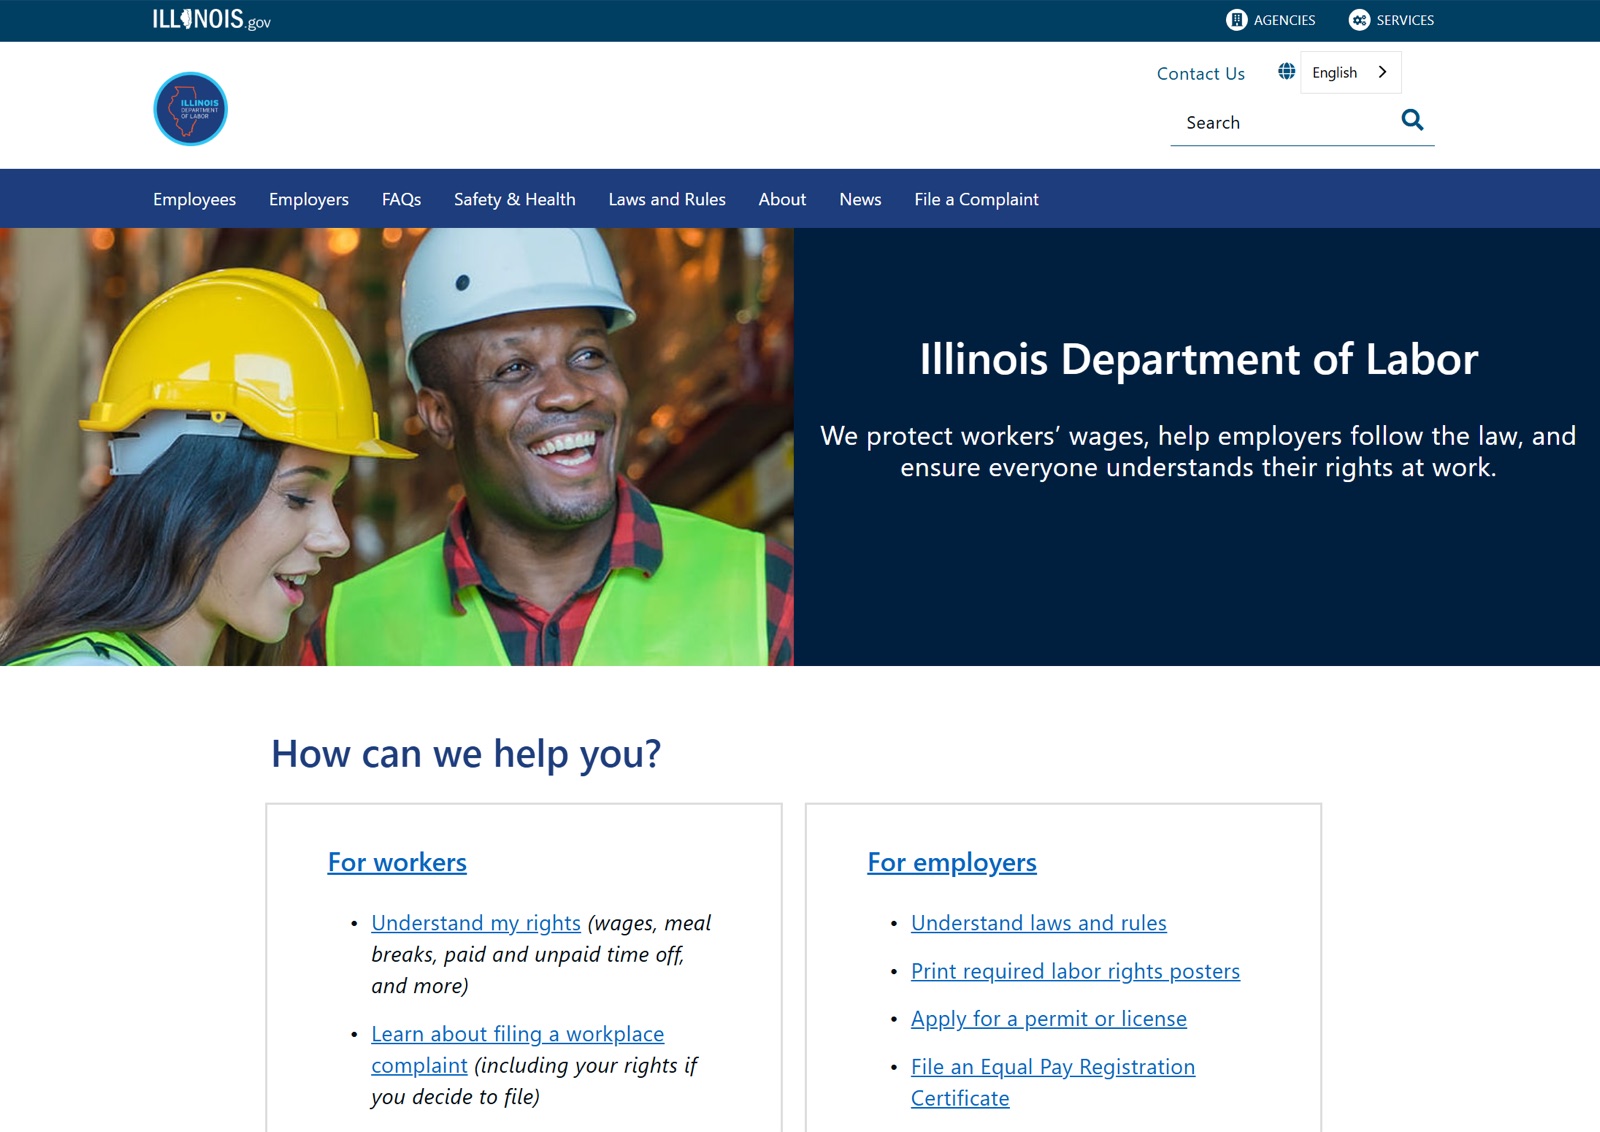 ILLINOIS.gov
AGENCIES
SERVICES
ILLINOIS
DEPARTMENT
OF LABOR
Contact Us
English
Search
Employees
Employers
FAQs
Safety & Health
Laws and Rules
About
News
File a Complaint
Illinois Department of Labor
We protect workers’ wages, help employers follow the law, and
ensure everyone understands their rights at work.
How can we help you?
For workers
• Understand my rights (wages, meal
breaks, paid and unpaid time off,
and more)
• Learn about filing a workplace
complaint (including your rights if
you decide to file)
For employers
• Understand laws and rules
• Print required labor rights posters
• Apply for a permit or license
• File an Equal Pay Registration
Certificate